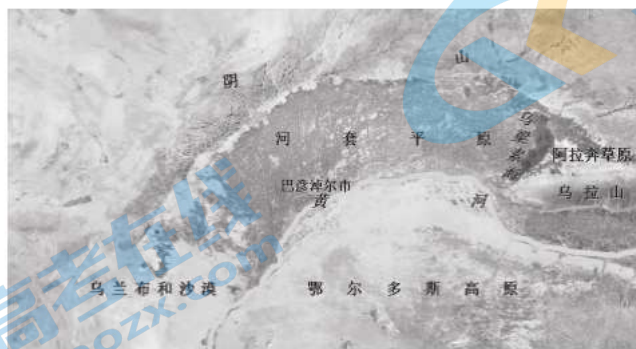 阴
山
河套平原
乌梁素海
阿拉奔草原
巴彦淖尔市
乌拉山
黄河
乌兰布和沙漠
鄂尔多斯高原
高考在线